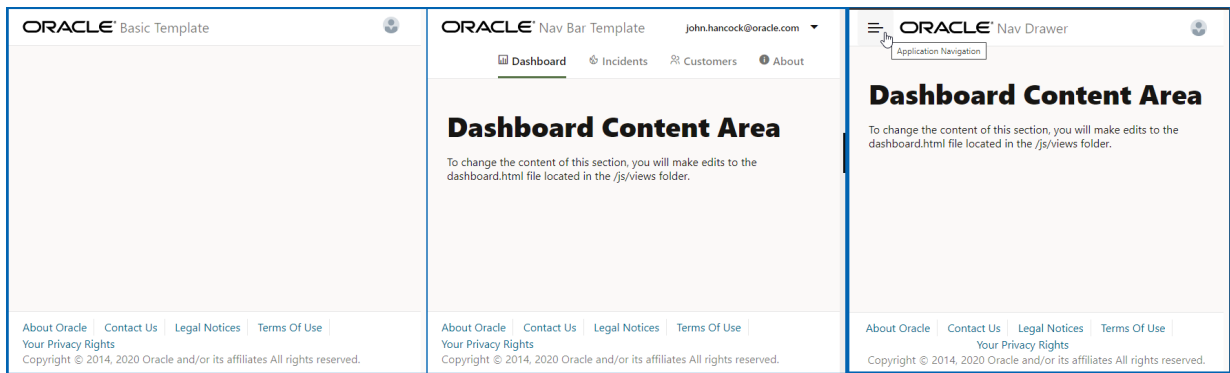 ORACLE® Basic Template
About Oracle Contact Us Legal Notices Terms Of Use
Your Privacy Rights
Copyright © 2014, 2020 Oracle and/or its affiliates All rights reserved.
ORACLE® Nav Bar Template john.hancock@oracle.com
Dashboard Incidents Customers About
Dashboard Content Area
To change the content of this section, you will make edits to the
dashboard.html file located in the /js/views folder.
About Oracle Contact Us Legal Notices Terms Of Use
Your Privacy Rights
Copyright © 2014, 2020 Oracle and/or its affiliates All rights reserved.
ORACLE® Nav Drawer
Application Navigation
Dashboard Content Area
To change the content of this section, you will make edits to the
dashboard.html file located in the /js/views folder.
About Oracle Contact Us Legal Notices Terms Of Use
Your Privacy Rights
Copyright © 2014, 2020 Oracle and/or its affiliates All rights reserved.